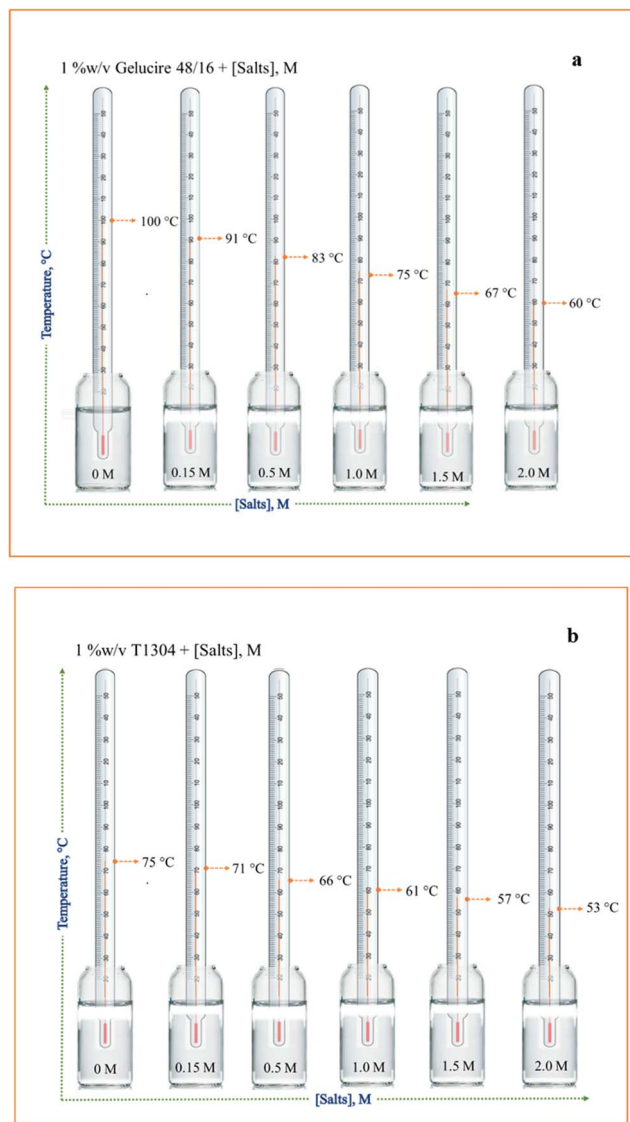 a
1 %w/v Gelucire 48/16 + [Salts], M
Temperature, °C
100 °C
91 °C
83 °C
75 °C
67 °C
60 °C
0 M
0.15 M
0.5 M
1.0 M
1.5 M
2.0 M
[Salts], M
b
1 %w/v T1304 + [Salts], M
Temperature, °C
75 °C
71 °C
66 °C
61 °C
57 °C
53 °C
0 M
0.15 M
0.5 M
1.0 M
1.5 M
2.0 M
[Salts], M